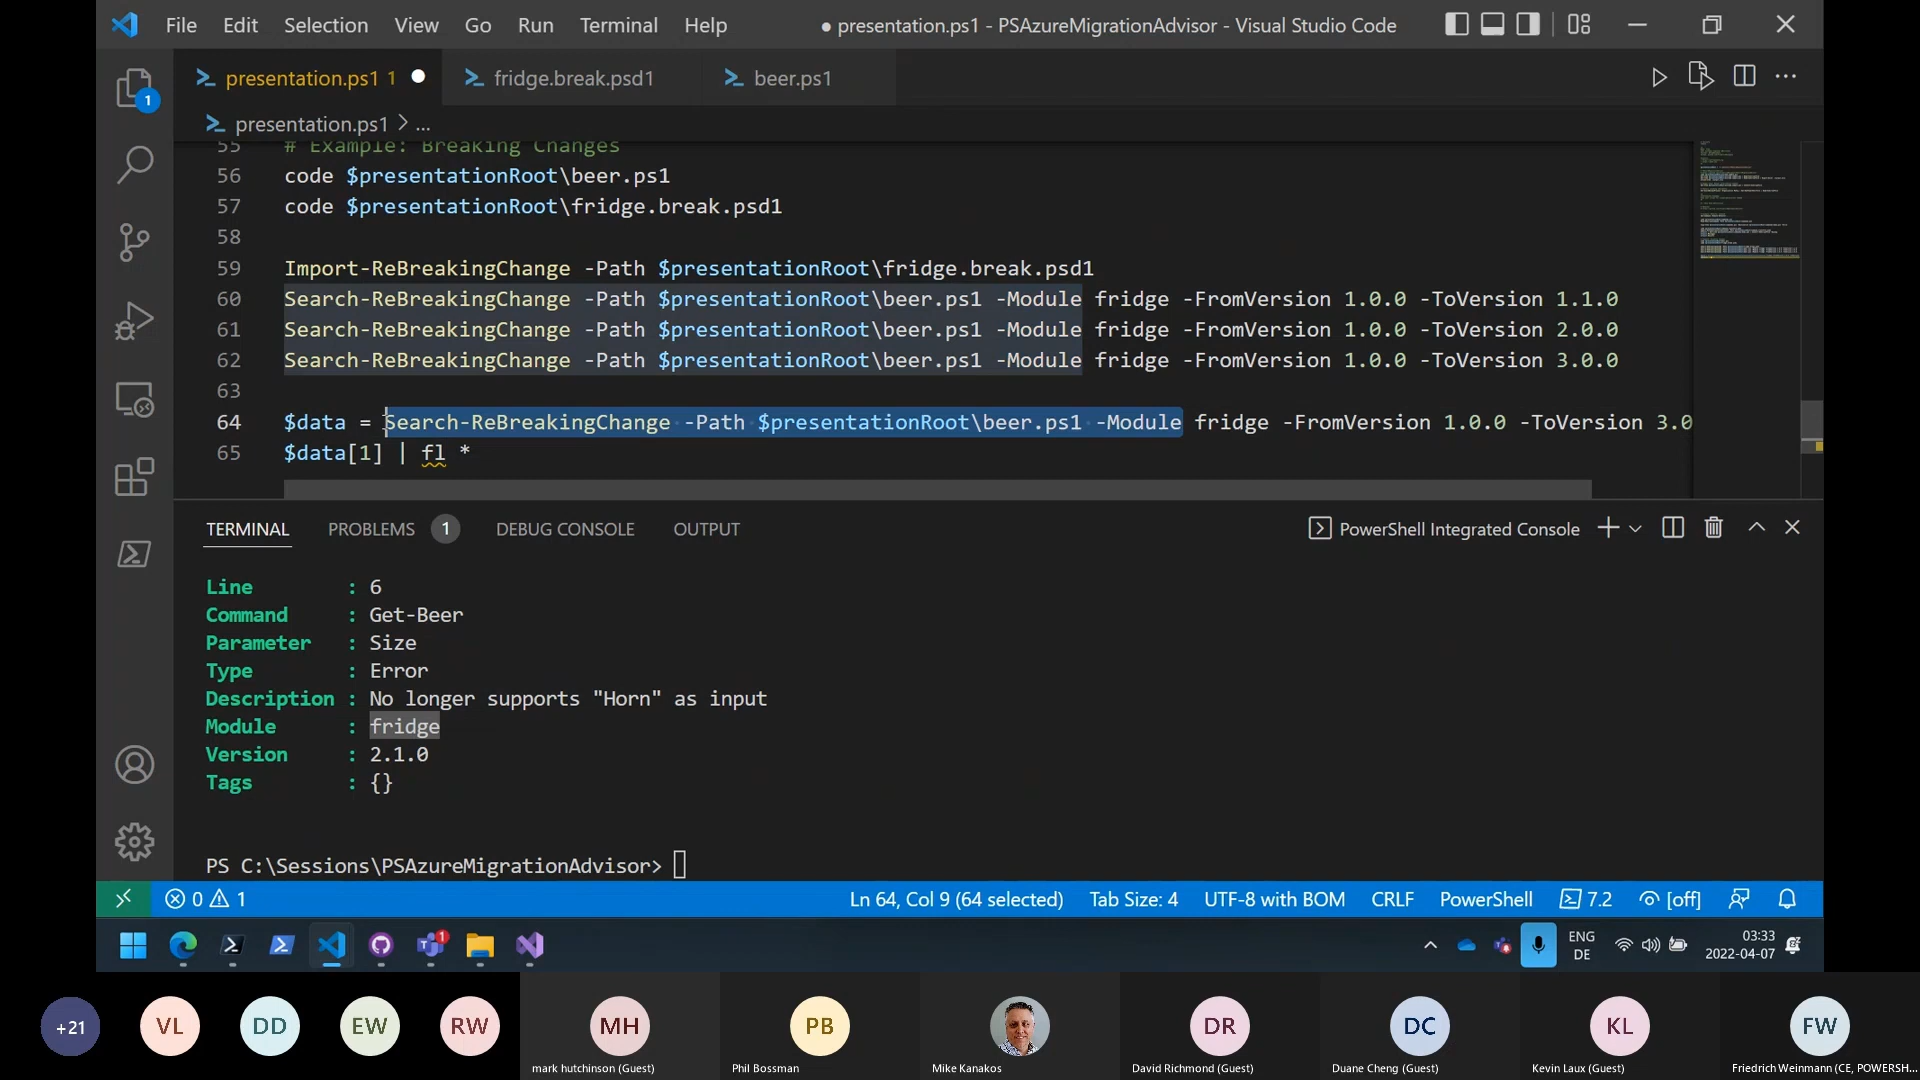 File Edit Selection View Go Run Terminal Help
● presentation.ps1 - PSAzureMigrationAdvisor - Visual Studio Code
presentation.ps1 1 ● fridge.break.psd1 beer.ps1
1
presentation.ps1 > ...
55 # Example: Breaking Changes
56 code $presentationRoot\beer.ps1
57 code $presentationRoot\fridge.break.psd1
58
59 Import-ReBreakingChange -Path $presentationRoot\fridge.break.psd1
60 Search-ReBreakingChange -Path $presentationRoot\beer.ps1 -Module fridge -FromVersion 1.0.0 -ToVersion 1.1.0
61 Search-ReBreakingChange -Path $presentationRoot\beer.ps1 -Module fridge -FromVersion 1.0.0 -ToVersion 2.0.0
62 Search-ReBreakingChange -Path $presentationRoot\beer.ps1 -Module fridge -FromVersion 1.0.0 -ToVersion 3.0.0
63
64 $data = Search-ReBreakingChange -Path $presentationRoot\beer.ps1 -Module fridge -FromVersion 1.0.0 -ToVersion 3.0
65 $data[1] | fl *
TERMINAL PROBLEMS 1 DEBUG CONSOLE OUTPUT
PowerShell Integrated Console
Line : 6
Command : Get-Beer
Parameter : Size
Type : Error
Description : No longer supports "Horn" as input
Module : fridge
Version : 2.1.0
Tags : {}
PS C:\Sessions\PSAzureMigrationAdvisor>
0 1
Ln 64, Col 9 (64 selected) Tab Size: 4 UTF-8 with BOM CRLF PowerShell 7.2 [off]
1
ENG
DE
03:33
2022-04-07
+21 VL DD EW RW MH PB DR DC KL FW
mark hutchinson (Guest) Phil Bossman Mike Kanakos David Richmond (Guest) Duane Cheng (Guest) Kevin Laux (Guest) Friedrich Weinmann (CE, POWERSH...